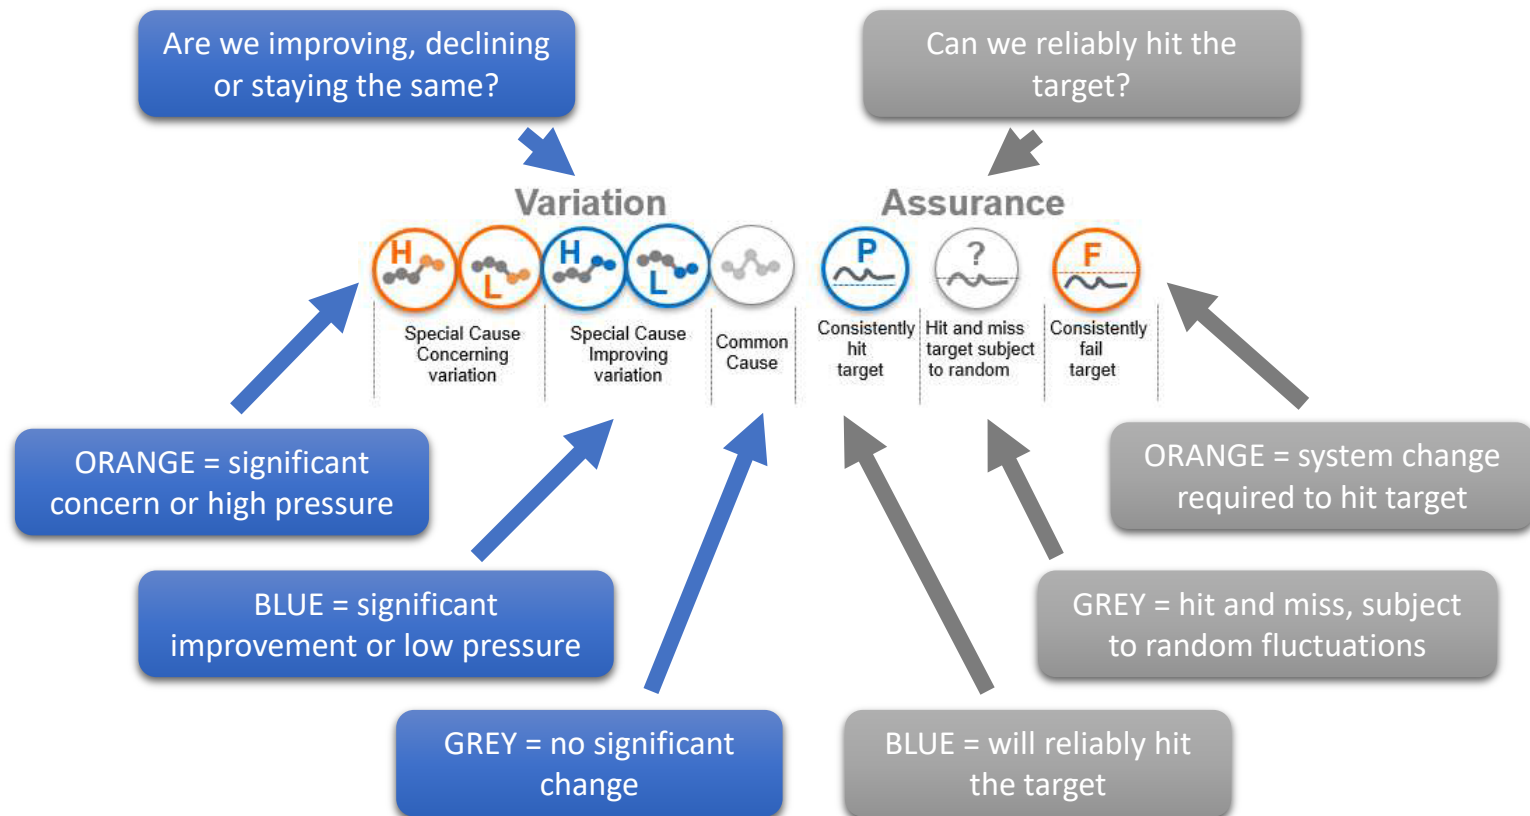 Are we improving, declining
or staying the same?
Can we reliably hit the
target?
Variation
Assurance
H
L
H
L
P
?
F
Special Cause
Concerning
variation
Special Cause
Improving
variation
Common
Cause
Consistently
hit
target
Hit and miss
target subject
to random
Consistently
fail
target
ORANGE = significant
concern or high pressure
ORANGE = system change
required to hit target
BLUE = significant
improvement or low pressure
GREY = hit and miss, subject
to random fluctuations
GREY = no significant
change
BLUE = will reliably hit
the target